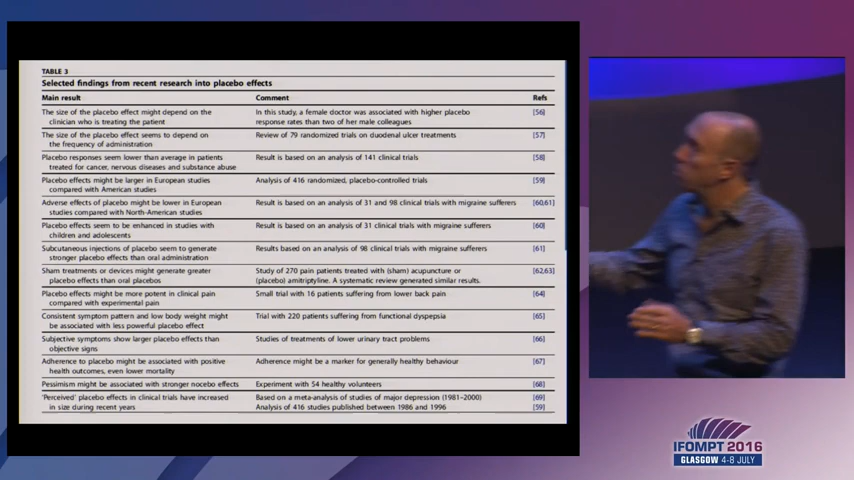 TABLE 3
Selected findings from recent research into placebo effects
Main result Comment Refs
The size of the placebo effect might depend on the In this study, a female doctor was associated with higher placebo [56]
clinician who is treating the patient response rates than two of her male colleagues
The size of the placebo effect seems to depend on Review of 79 randomized trials on duodenal ulcer treatments [57]
the frequency of administration
Placebo responses seem lower than average in patients Result is based on an analysis of 141 clinical trials [58]
treated for cancer, nervous diseases and substance abuse
Placebo effects might be larger in European studies Analysis of 416 randomized, placebo-controlled trials [59]
compared with American studies
Adverse effects of placebo might be lower in European Result is based on an analysis of 31 and 98 clinical trials with migraine sufferers [60,61]
studies compared with North-American studies
Placebo effects seem to be enhanced in studies with Result is based on an analysis of 31 clinical trials with migraine sufferers [60]
children and adolescents
Subcutaneous injections of placebo seem to generate Results based on an analysis of 98 clinical trials with migraine sufferers [61]
stronger placebo effects than oral administration
Sham treatments or devices might generate greater Study of 270 pain patients treated with (sham) acupuncture or [62,63]
placebo effects than oral placebos (placebo) amitriptyline. A systematic review generated similar results.
Placebo effects might be more potent in clinical pain Small trial with 16 patients suffering from lower back pain [64]
compared with experimental pain
Consistent symptom pattern and low body weight might Trial with 220 patients suffering from functional dyspepsia [65]
be associated with less powerful placebo effect
Subjective symptoms show larger placebo effects than Studies of treatments of lower urinary tract problems [66]
objective signs
Adherence to placebo might be associated with positive Adherence might be a marker for generally healthy behaviour [67]
health outcomes, even lower mortality
Pessimism might be associated with stronger nocebo effects Experiment with 54 healthy volunteers [68]
'Perceived' placebo effects in clinical trials have increased Based on a meta-analysis of studies of major depression (1981–2000) [69]
in size during recent years Analysis of 416 studies published between 1986 and 1996 [59]
IFOMPT 2016
GLASGOW 4-8 JULY